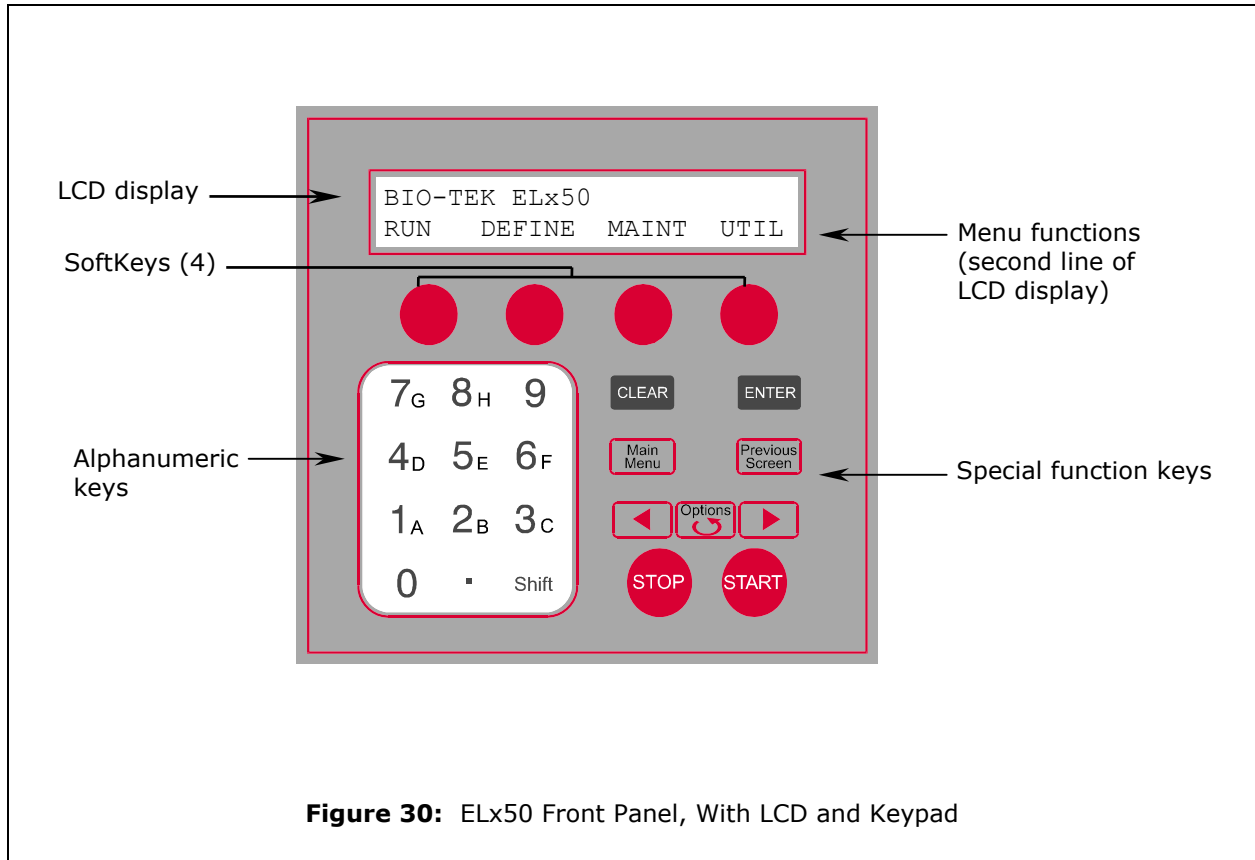 LCD display
BIO-TEK ELx50
RUN DEFINE MAINT UTIL
SoftKeys (4)
Menu functions
(second line of
LCD display)
7G 8H 9
CLEAR ENTER
4D 5E 6F
Main
Menu
Previous
Screen
Alphanumeric
keys
Special function keys
1A 2B 3C
Options
0 . Shift
STOP START
Figure 30: ELx50 Front Panel, With LCD and Keypad